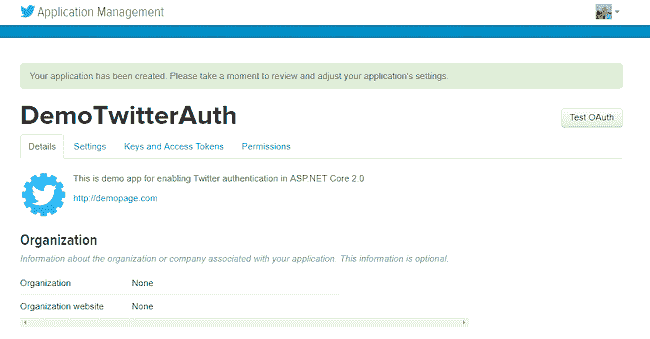 Application Management
Your application has been created. Please take a moment to review and adjust your application's settings.
DemoTwitterAuth
Test OAuth
Details Settings Keys and Access Tokens Permissions
This is demo app for enabling Twitter authentication in ASP.NET Core 2.0
http://demopage.com
Organization
Information about the organization or company associated with your application. This information is optional.
Organization None
Organization website None